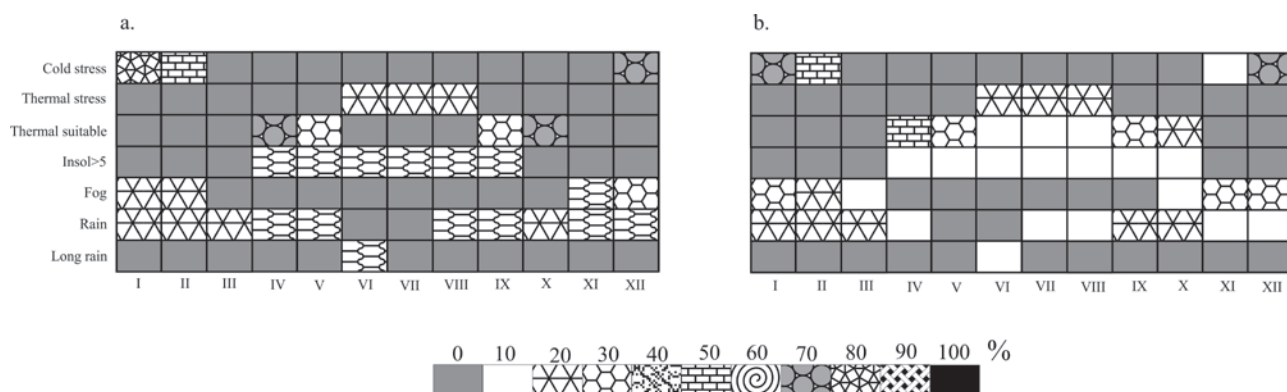 a.
b.
Cold stress
Thermal stress
Thermal suitable
Insol>5
Fog
Rain
Long rain
I II III IV V VI VII VIII IX X XI XII
I II III IV V VI VII VIII IX X XI XII
0 10 20 30 40 50 60 70 80 90 100 %